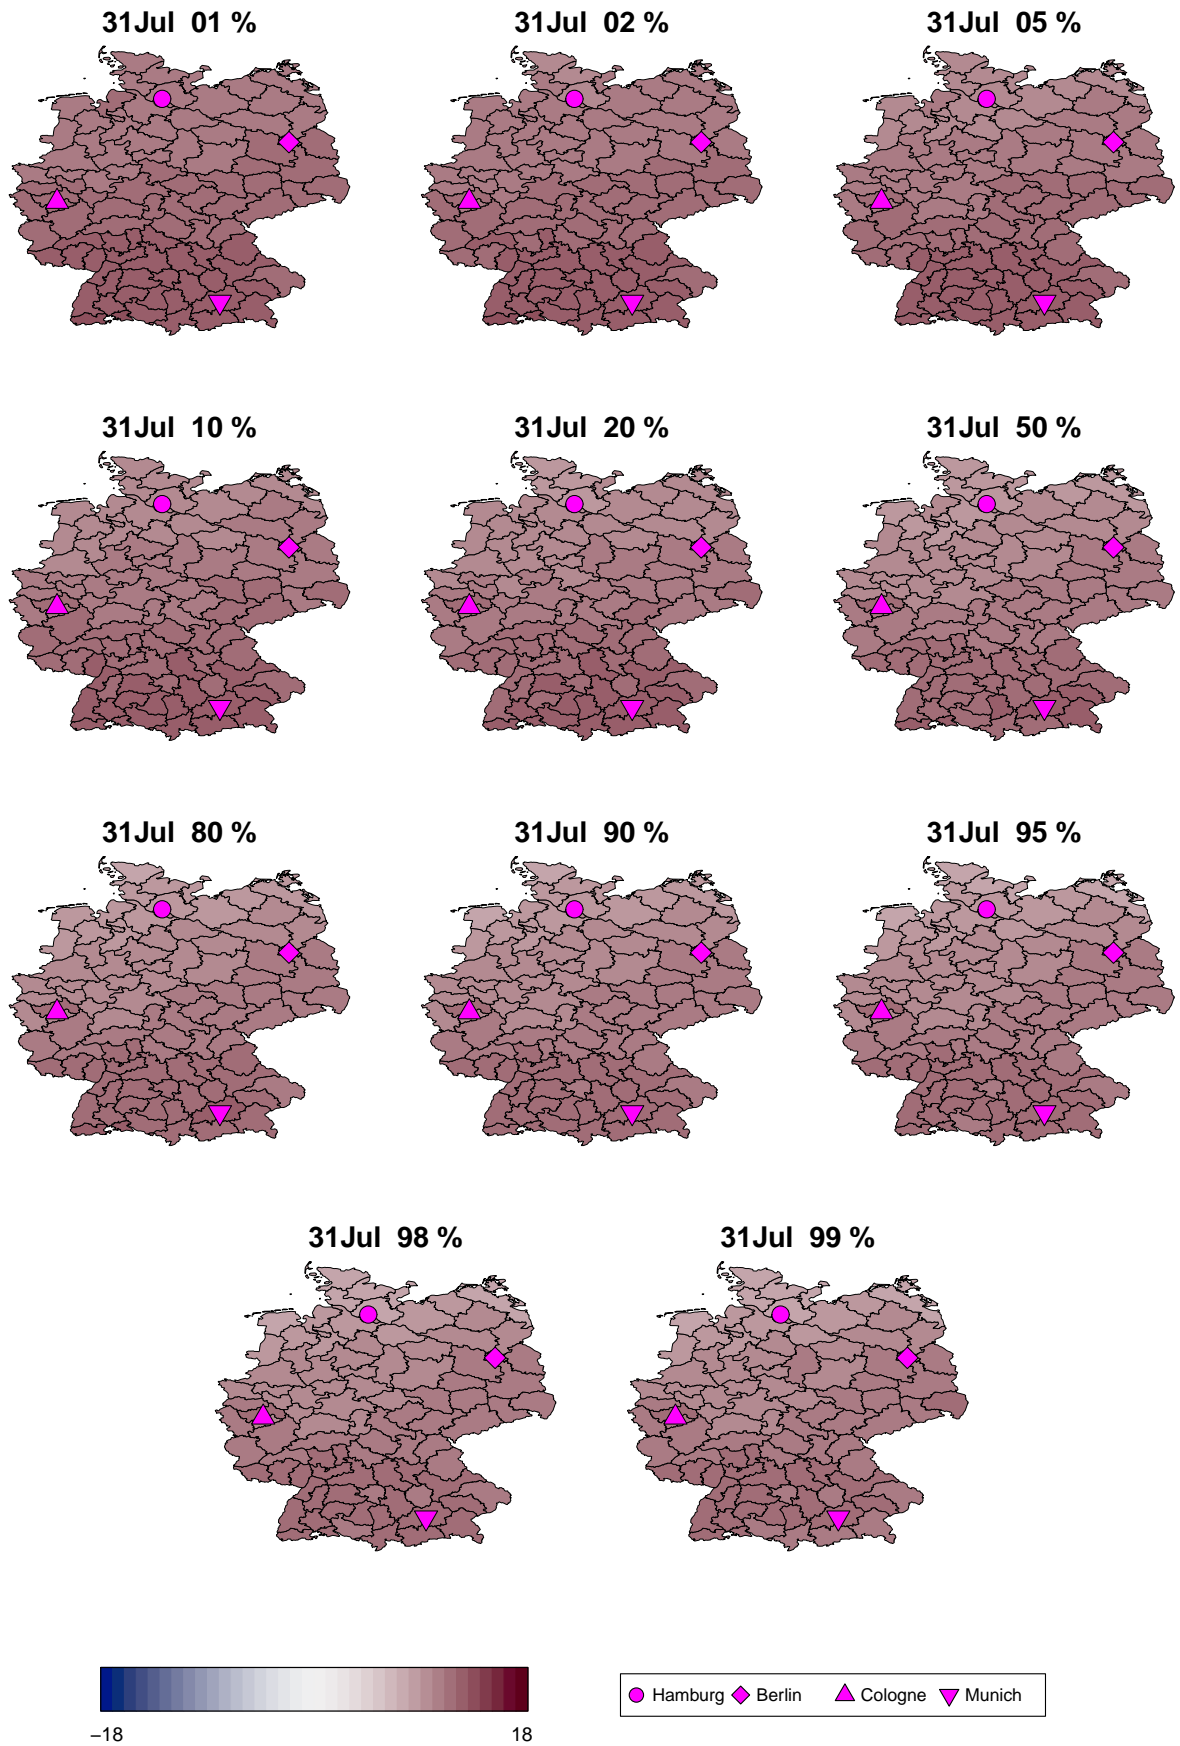 31Jul 01 %
31Jul 02 %
31Jul 05 %
31Jul 10 %
31Jul 20 %
31Jul 50 %
31Jul 80 %
31Jul 90 %
31Jul 95 %
31Jul 98 %
31Jul 99 %
−18
18
Hamburg
Berlin
Cologne
Munich